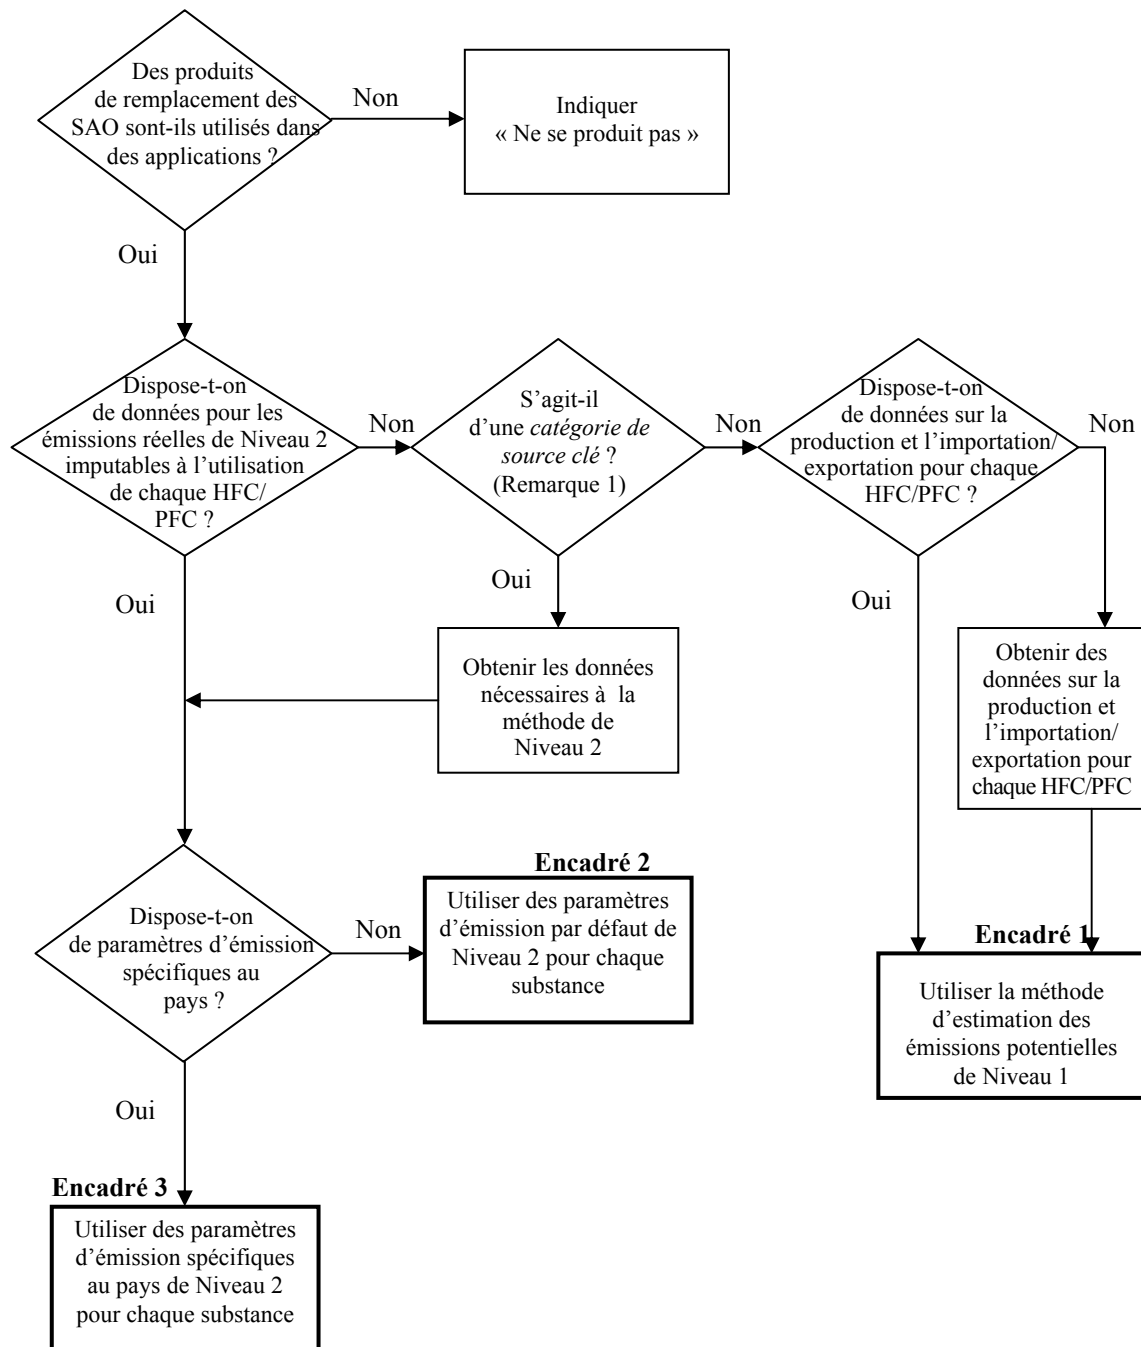 Des produits
de remplacement des
SAO sont-ils utilisés dans
des applications ?
Non
Indiquer
« Ne se produit pas »
Oui
Dispose-t-on
de données pour les
émissions réelles de Niveau 2
imputables à l’utilisation
de chaque HFC/
PFC ?
Non
S’agit-il
d’une catégorie de
source clé ?
(Remarque 1)
Non
Dispose-t-on
de données sur la
production et l’importation/
exportation pour chaque
HFC/PFC ?
Non
Oui
Oui
Oui
Obtenir les données
nécessaires à la
méthode de
Niveau 2
Obtenir des
données sur la
production et
l’importation/
exportation pour
chaque HFC/PFC
Dispose-t-on
de paramètres d’émission
spécifiques au
pays ?
Non
Encadré 2
Utiliser des paramètres
d’émission par défaut de
Niveau 2 pour chaque
substance
Encadré 1
Utiliser la méthode
d’estimation des
émissions potentielles
de Niveau 1
Oui
Encadré 3
Utiliser des paramètres
d’émission spécifiques
au pays de Niveau 2
pour chaque substance